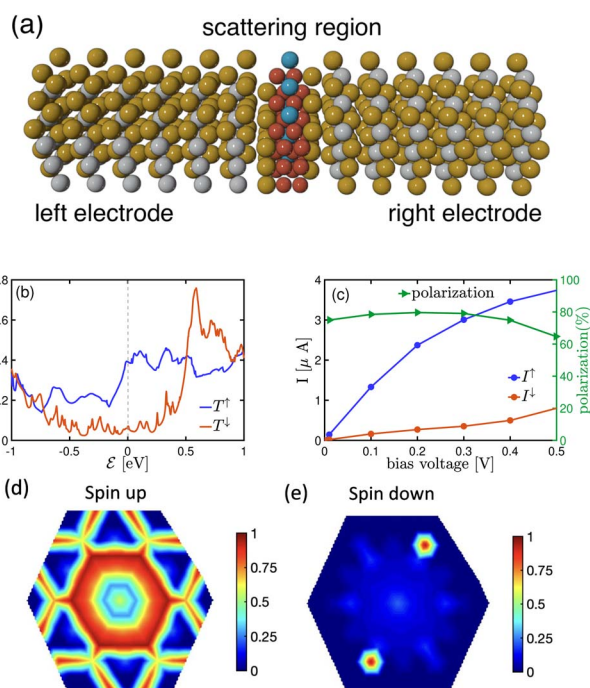 (a)
scattering region
left electrode
right electrode
(b)
.8
.6
.4
.2
0
-1
-0.5
0
0.5
1
T↑
T↓
ℰ [eV]
(c)
polarization
4
3
2
1
0
I [μ A]
100
80
60
40
20
0
polarization(%)
I↑
I↓
0
0.1
0.2
0.3
0.4
0.5
bias voltage [V]
(d)
Spin up
1
0.75
0.5
0.25
0
(e)
Spin down
1
0.75
0.5
0.25
0